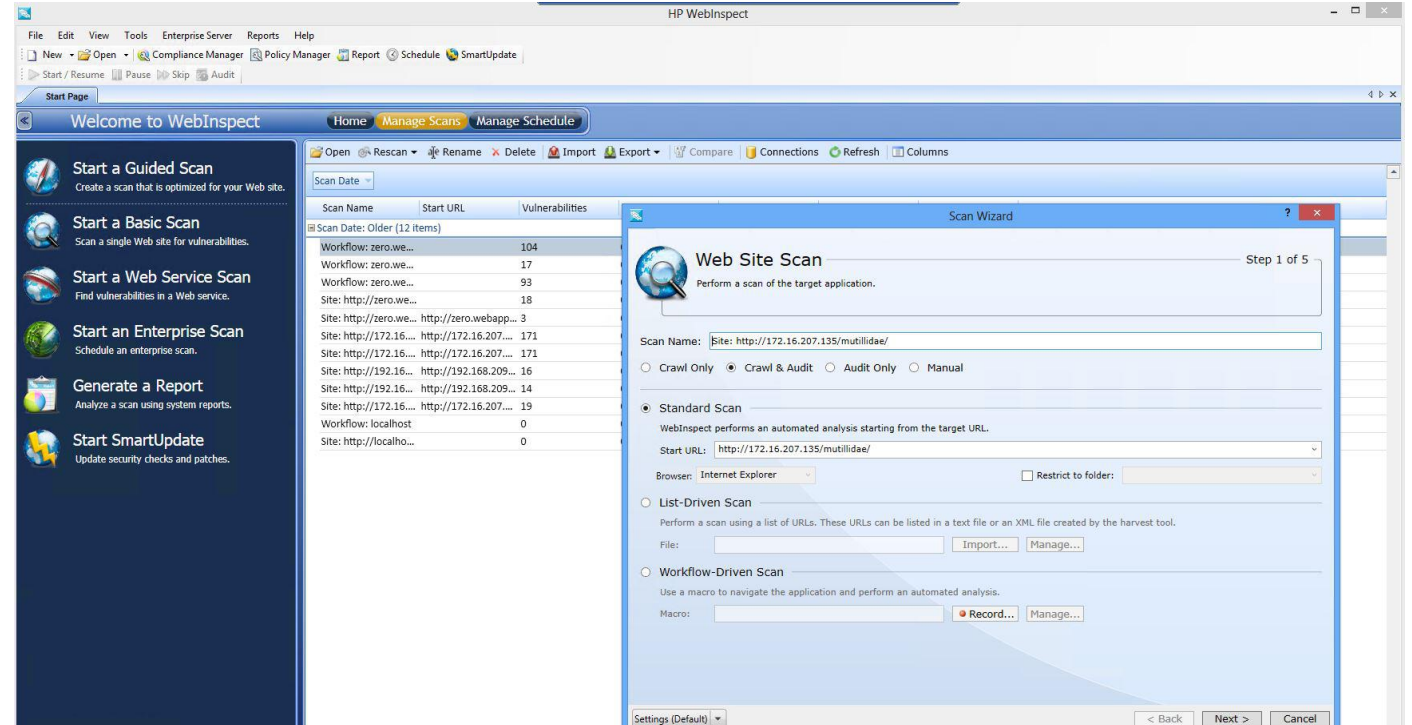 HP WebInspect
File Edit View Tools Enterprise Server Reports Help
New Open Compliance Manager Policy Manager Report Schedule SmartUpdate
Start / Resume Pause Skip Audit
Start Page
Welcome to WebInspect Home Manage Scans Manage Schedule
Start a Guided Scan
Create a scan that is optimized for your Web site.
Start a Basic Scan
Scan a single Web site for vulnerabilities.
Start a Web Service Scan
Find vulnerabilities in a Web service.
Start an Enterprise Scan
Schedule an enterprise scan.
Generate a Report
Analyze a scan using system reports.
Start SmartUpdate
Update security checks and patches.
Open Rescan Rename Delete Import Export Compare Connections Refresh Columns
Scan Date
Scan Name Start URL Vulnerabilities
Scan Date: Older (12 items)
Workflow: zero.we... 104
Workflow: zero.we... 17
Workflow: zero.we... 93
Site: http://zero.we... 18
Site: http://zero.we... http://zero.webapp... 3
Site: http://172.16.... http://172.16.207.... 171
Site: http://172.16.... http://172.16.207.... 171
Site: http://192.16... http://192.168.209... 16
Site: http://192.16... http://192.168.209... 14
Site: http://172.16.... http://172.16.207.... 19
Workflow: localhost 0
Site: http://localho... 0
Scan Wizard ? ×
Web Site Scan Step 1 of 5
Perform a scan of the target application.
Scan Name: Site: http://172.16.207.135/mutillidae/
Crawl Only Crawl & Audit Audit Only Manual
Standard Scan
WebInspect performs an automated analysis starting from the target URL.
Start URL: http://172.16.207.135/mutillidae/
Browser: Internet Explorer Restrict to folder:
List-Driven Scan
Perform a scan using a list of URLs. These URLs can be listed in a text file or an XML file created by the harvest tool.
File: Import... Manage...
Workflow-Driven Scan
Use a macro to navigate the application and perform an automated analysis.
Macro: Record... Manage...
Settings (Default) < Back Next > Cancel